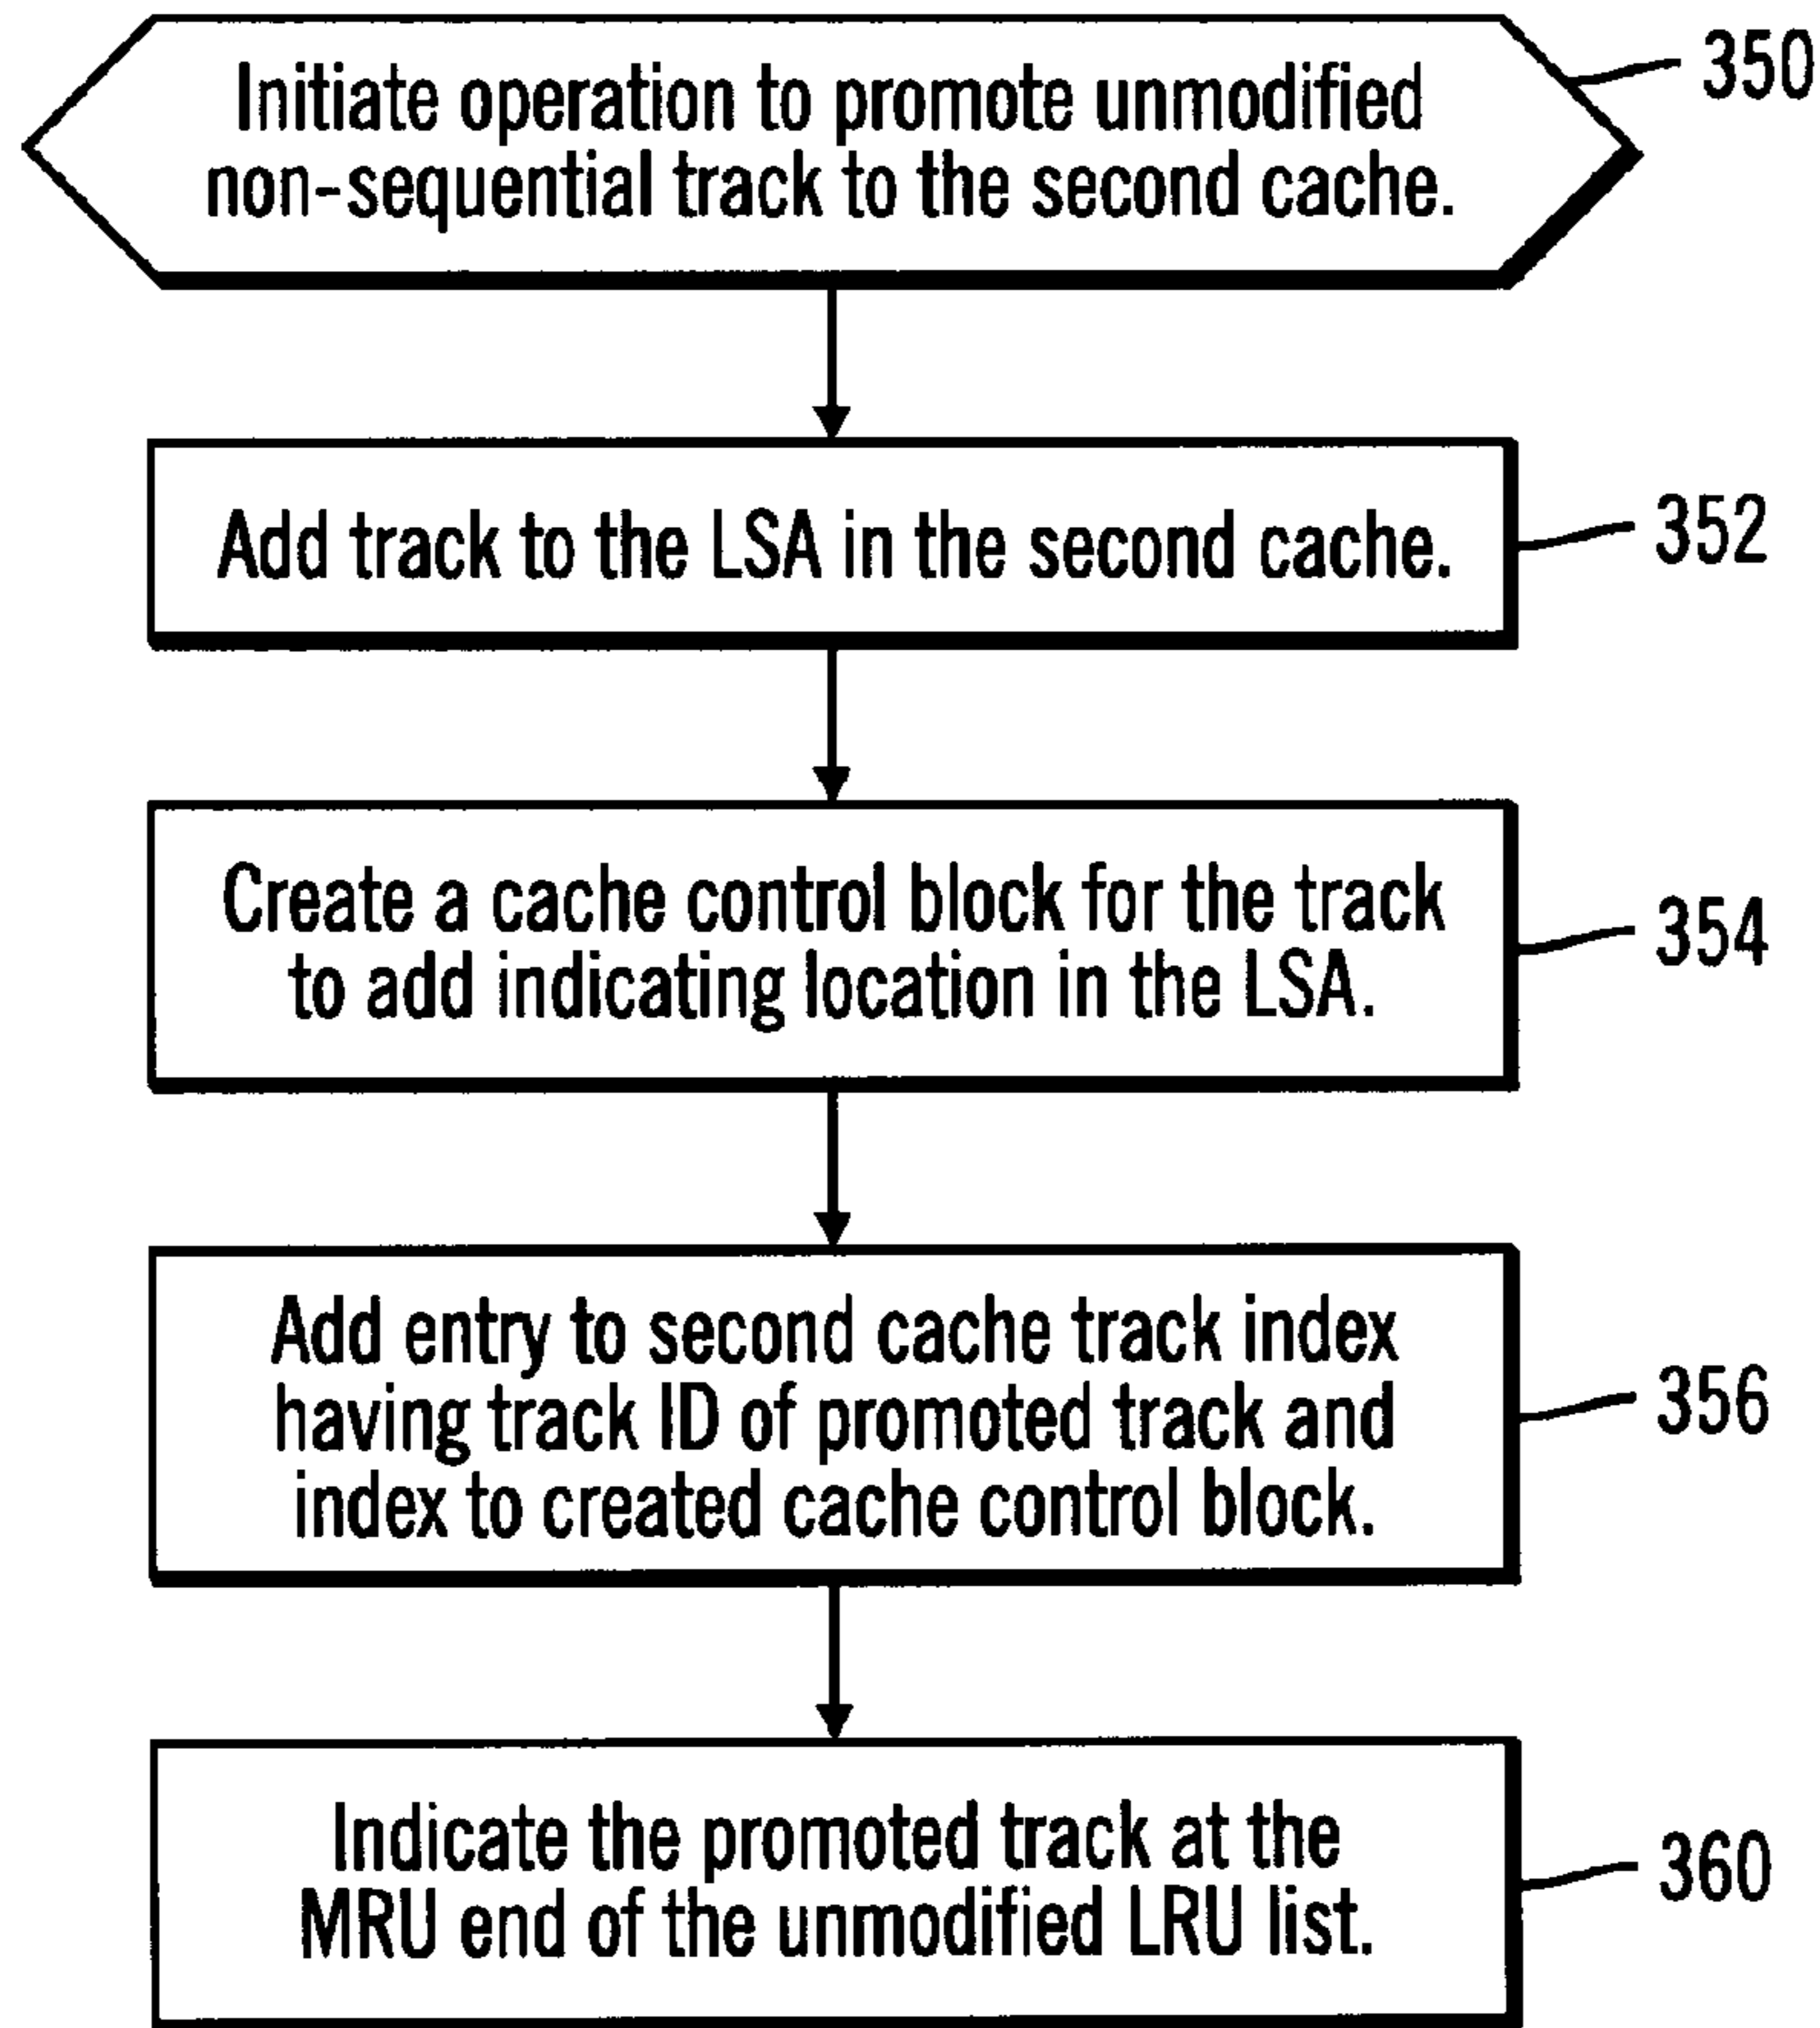 Initiate operation to promote unmodified
non-sequential track to the second cache.
350
Add track to the LSA in the second cache.
352
Create a cache control block for the track
to add indicating location in the LSA.
354
Add entry to second cache track index
having track ID of promoted track and
index to created cache control block.
356
Indicate the promoted track at the
MRU end of the unmodified LRU list.
360